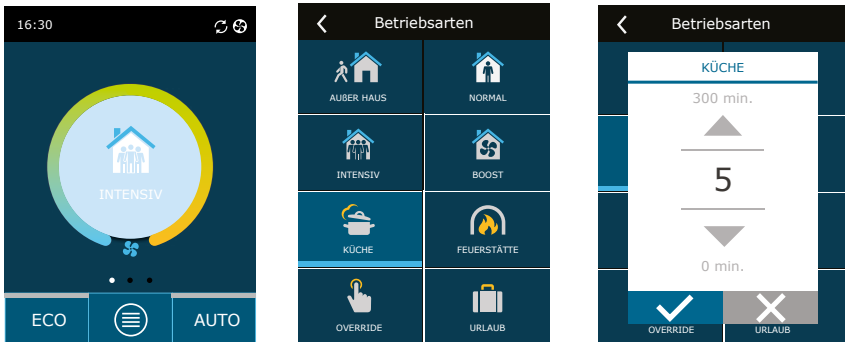 16:30
INTENSIV
ECO
AUTO
Betriebsarten
AUßER HAUS
NORMAL
INTENSIV
BOOST
KÜCHE
FEUERSTÄTTE
OVERRIDE
URLAUB
Betriebsarten
KÜCHE
300 min.
5
0 min.
OVERRIDE
URLAUB